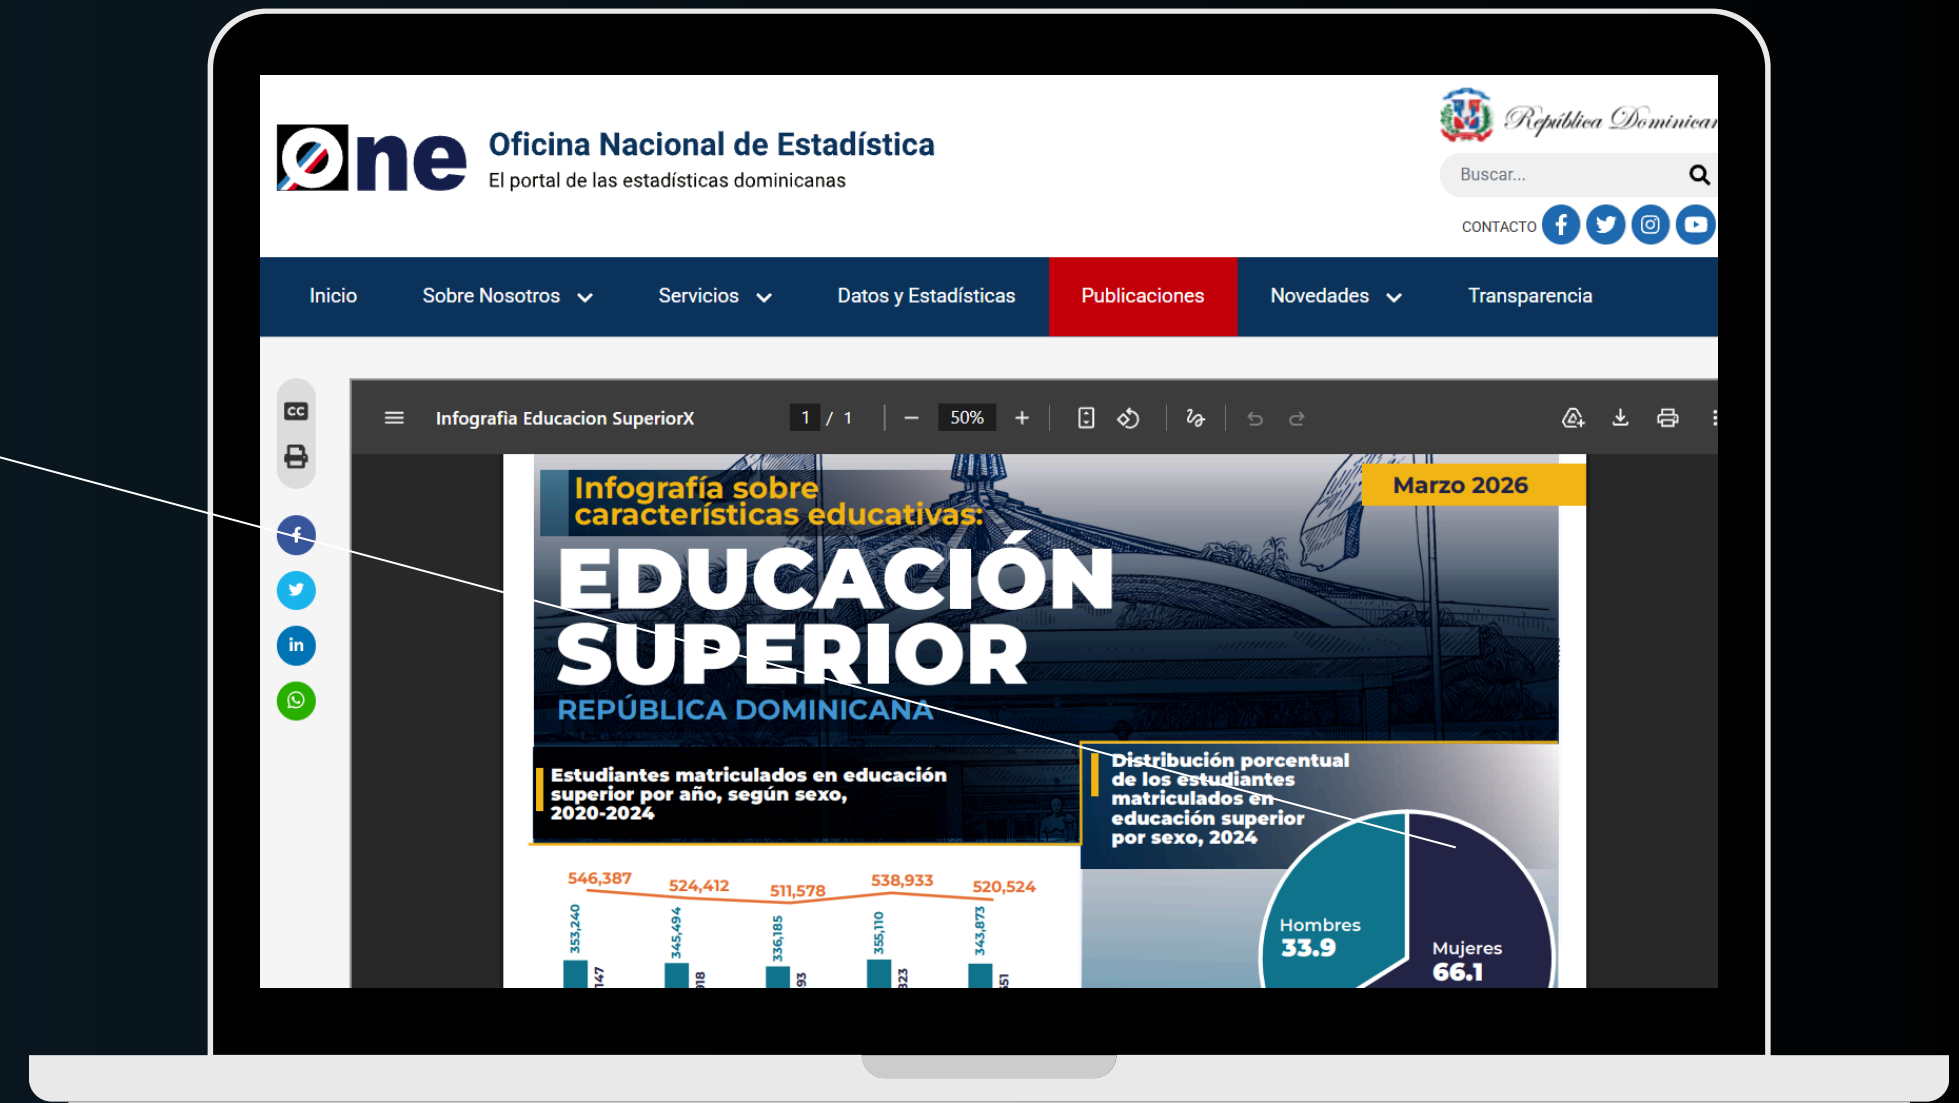 One
Oficina Nacional de Estadística
El portal de las estadísticas dominicanas
República
Buscar...
CONTACTO
Inicio
Sobre Nosotros
Servicios
Datos y Estadísticas
Publicaciones
Novedades
Transparencia
CC
Infografia Educacion SuperiorX
1 / 1
50%
Infografía sobre
características educativas:
Marzo 2026
EDUCACIÓN
SUPERIOR
REPÚBLICA DOMINICANA
in
Estudiantes matriculados en educación
superior por año, según sexo,
2020-2024
Distribución porcentual
de los estudiantes
matriculados en
educación superior
por sexo, 2024
546,387
524,412
511,578
538,933
520,524
353,240
345,494
336,185
355,110
343,873
Hombres
33.9
Mujeres
66.1